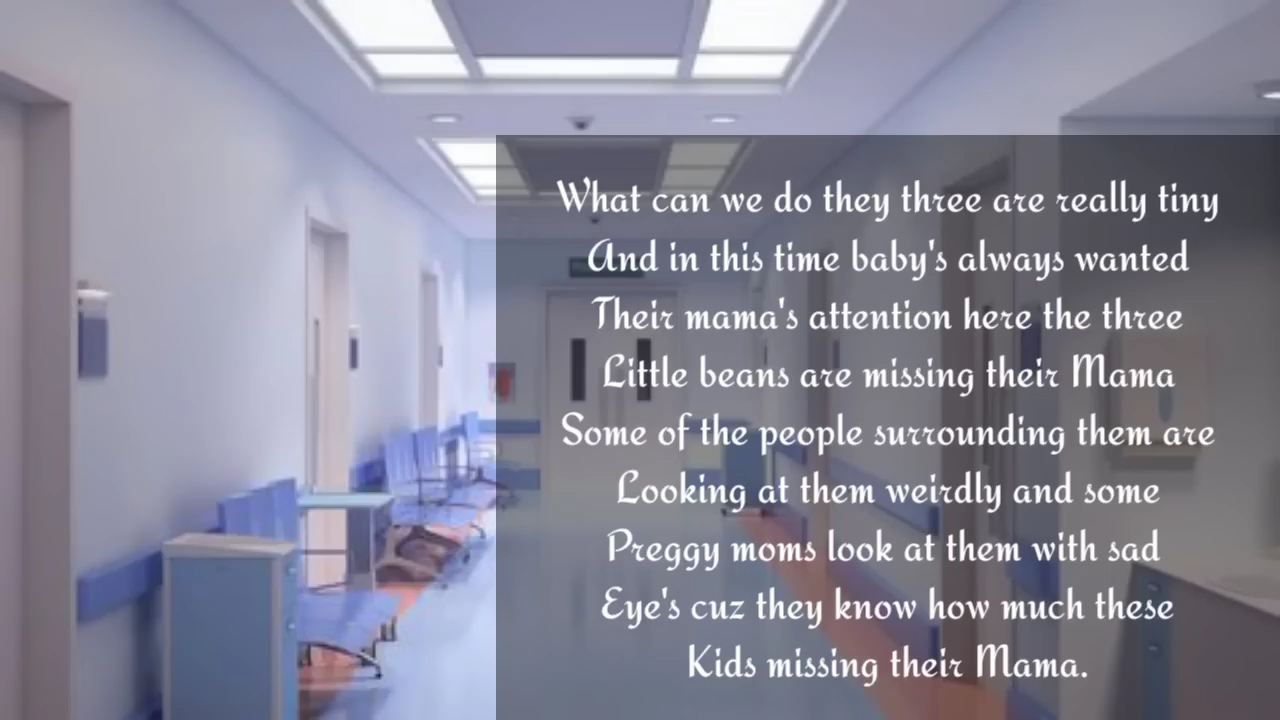 What can we do they three are really tiny
And in this time baby's always wanted
Their mama's attention here the three
Little beans are missing their Mama
Some of the people surrounding them are
Looking at them weirdly and some
Preggy moms look at them with sad
Eye's cuz they know how much these
Kids missing their Mama.